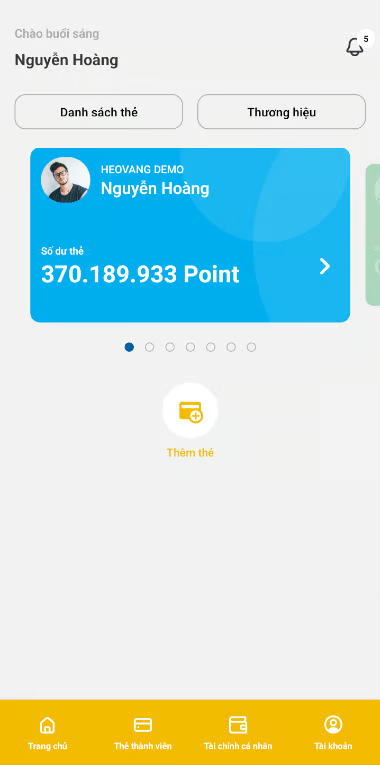 Chào buổi sáng
5
Nguyễn Hoàng
Danh sách thẻ
Thương hiệu
HEOVANG DEMO
Nguyễn Hoàng
Số dư thẻ
370.189.933 Point
Thêm thẻ
Trang chủ
Thẻ thành viên
Tài chính cá nhân
Tài khoản